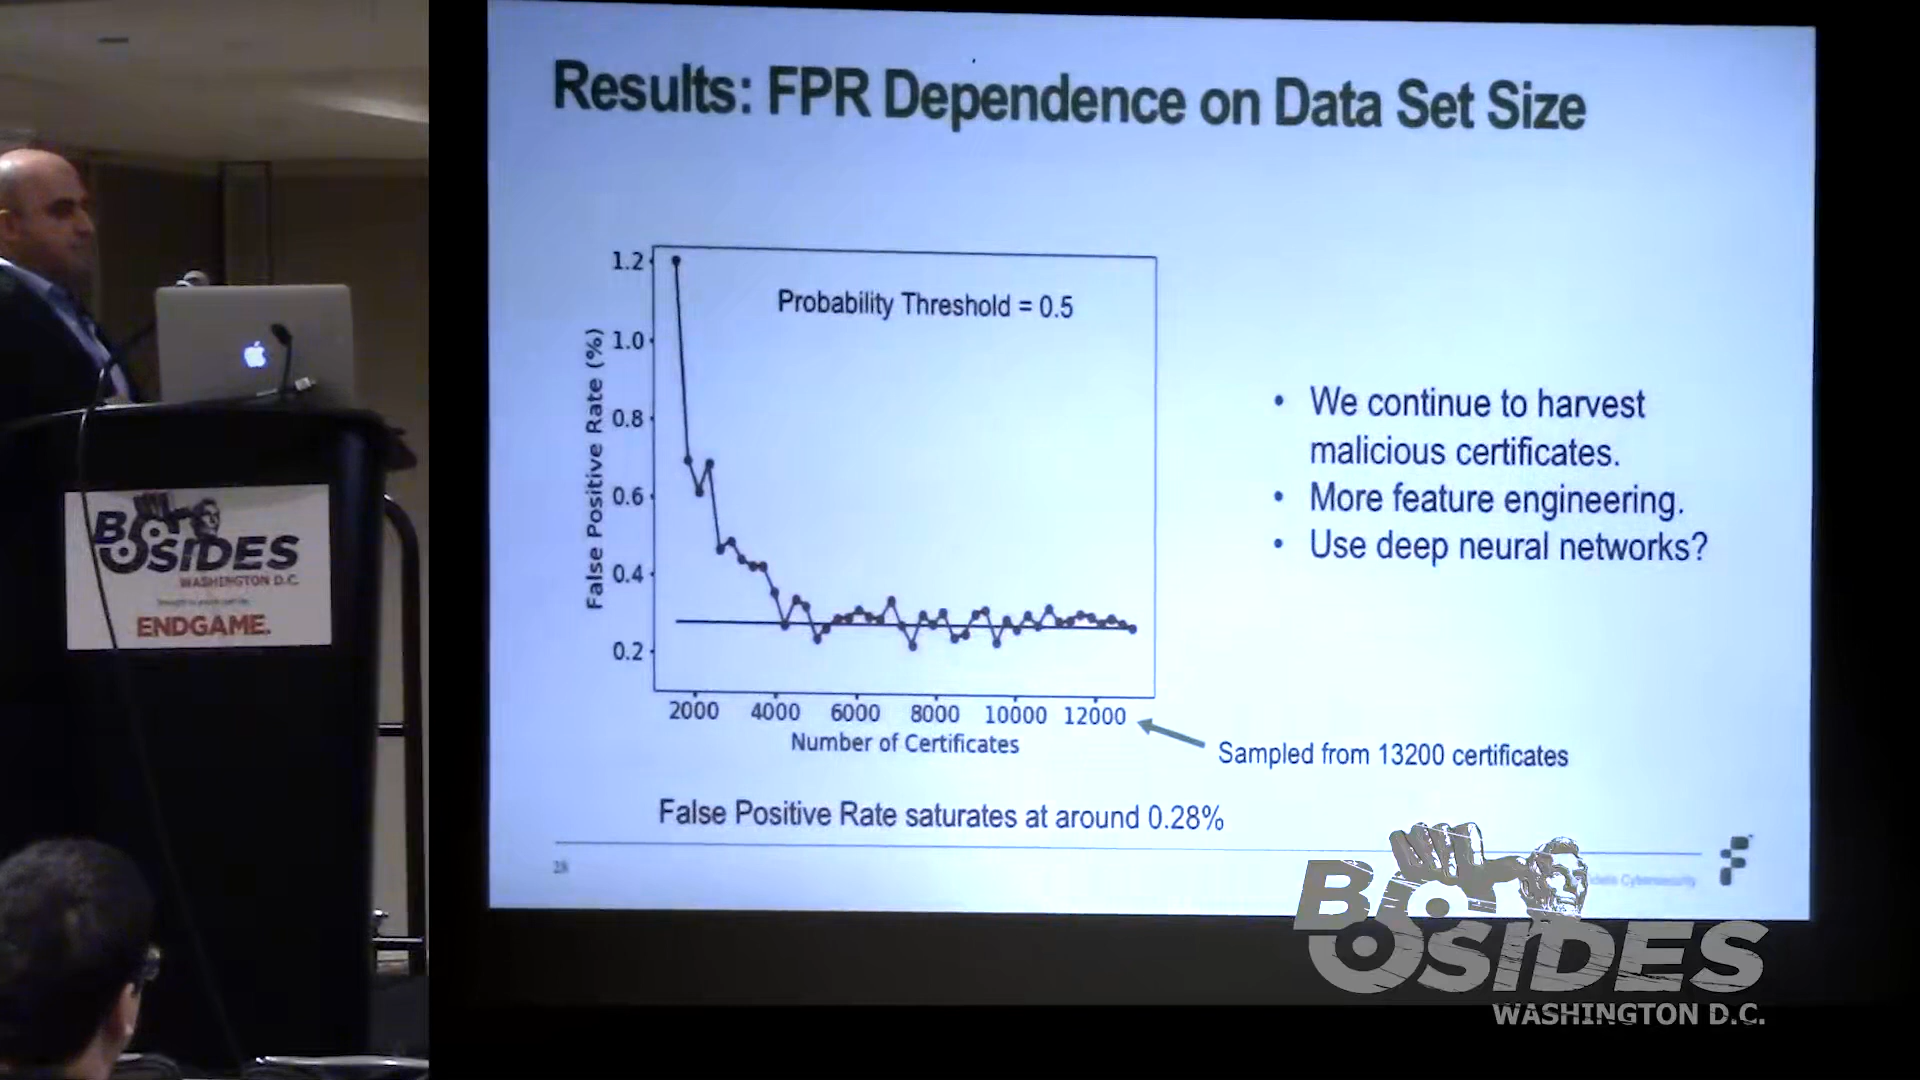 Results: FPR Dependence on Data Set Size
1.2
1.0
0.8
0.6
0.4
0.2
False Positive Rate (%)
Probability Threshold = 0.5
2000 4000 6000 8000 10000 12000
Number of Certificates
Sampled from 13200 certificates
• We continue to harvest
malicious certificates.
• More feature engineering.
• Use deep neural networks?
False Positive Rate saturates at around 0.28%
Cybersecurity
BSIDES
WASHINGTON D.C.
ENDGAME.
BSIDES
WASHINGTON D.C.